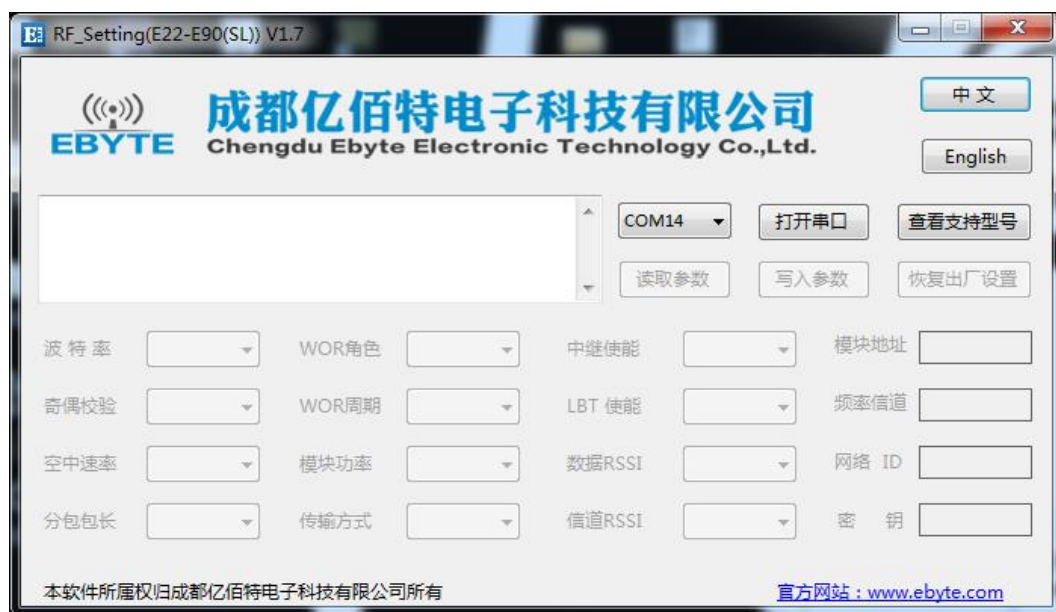 RF_Setting(E22-E90(SL)) V1.7
EBYTE
成都亿佰特电子科技有限公司
Chengdu Ebyte Electronic Technology Co.,Ltd.
中文
English
COM14 打开串口 查看支持型号
读取参数 写入参数 恢复出厂设置
波特率 WOR角色 中继使能 模块地址
奇偶校验 WOR周期 LBT 使能 频率信道
空中速率 模块功率 数据RSSI 网络 ID
分包包长 传输方式 信道RSSI 密 钥
本软件所属权归成都亿佰特电子科技有限公司所有 官方网站：www.ebyte.com